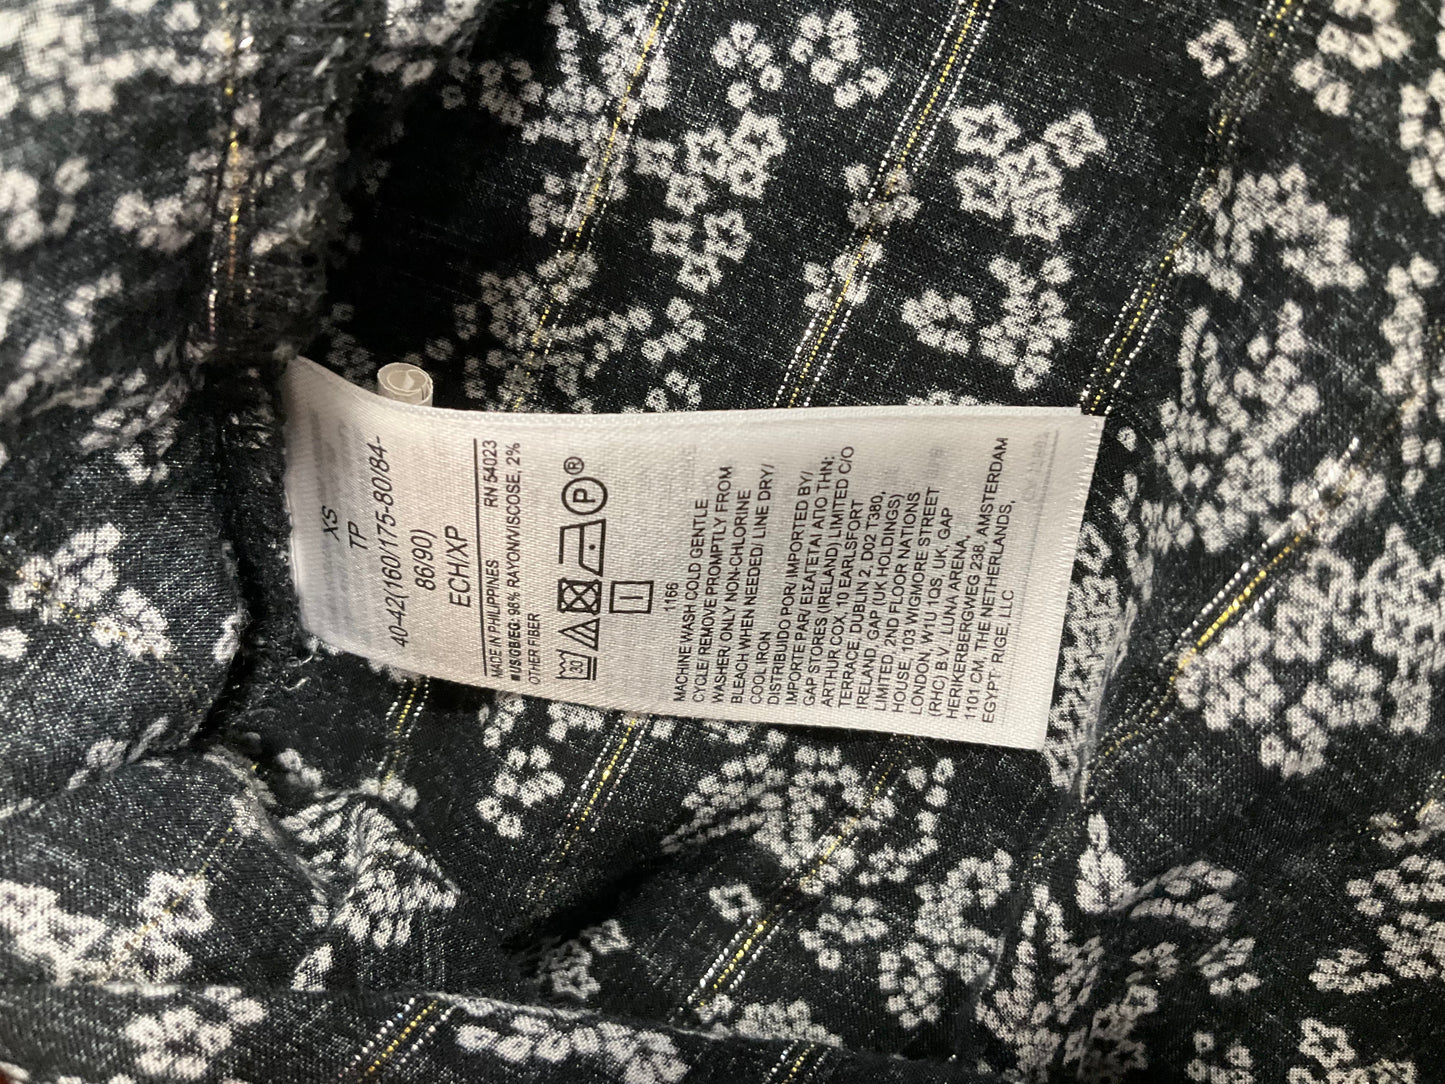 XS
TP
40-42(160/175-80/84-
86/90)
ECH/XP
MADE IN PHILIPPINES RN 54023
■/USGB/EG: 98% RAYON/VISCOSE, 2%
OTHER FIBER
30 P ®
1166
MACHINE WASH COLD GENTLE
CYCLE/ REMOVE PROMPTLY FROM
WASHER/ ONLY NON-CHLORINE
BLEACH WHEN NEEDED/ LINE DRY/
COOL IRON
DISTRIBUIDO POR/ IMPORTED BY/
IMPORTE PAR/
GAP STORES (IRELAND) LIMITED C/O
ARTHUR COX, 10 EARLSFORT
TERRACE, DUBLIN 2, D02 T380,
IRELAND, GAP (UK HOLDINGS)
LIMITED, 2ND FLOOR NATIONS
HOUSE, 103 WIGMORE STREET
LONDON, W1U 1QS, UK, GAP
(RHC) B.V./ LUNA ARENA,
HERIKERBERGWEG 238, AMSTERDAM
1101 CM, THE NETHERLANDS,
EGYPT: RIGE, LLC